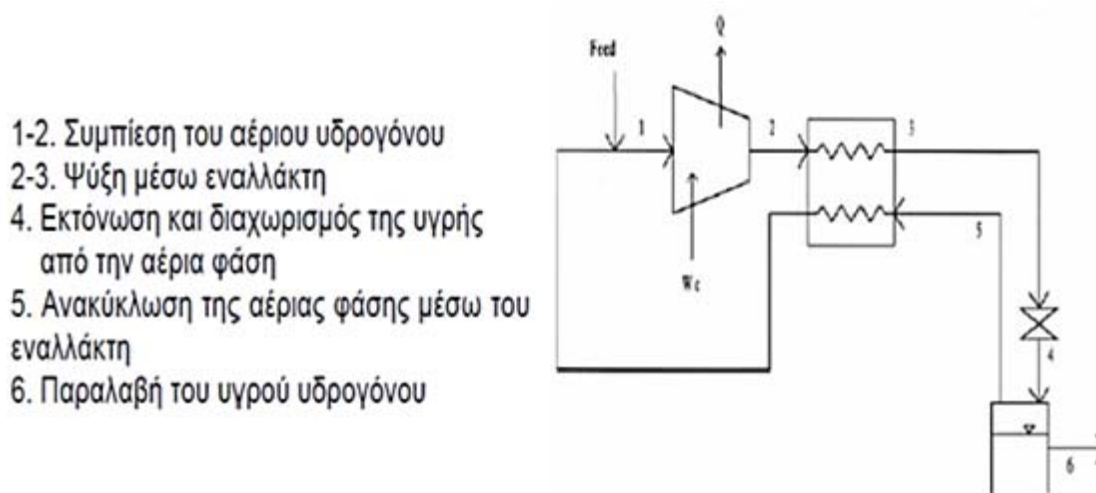 1-2. Συμπίεση του αέριου υδρογόνου
2-3. Ψύξη μέσω εναλλάκτη
4. Εκτόνωση και διαχωρισμός της υγρής
από την αέρια φάση
5. Ανακύκλωση της αέριας φάσης μέσω του
εναλλάκτη
6. Παραλαβή του υγρού υδρογόνου
Q
Feed
1
2
3
5
Wc
4
6